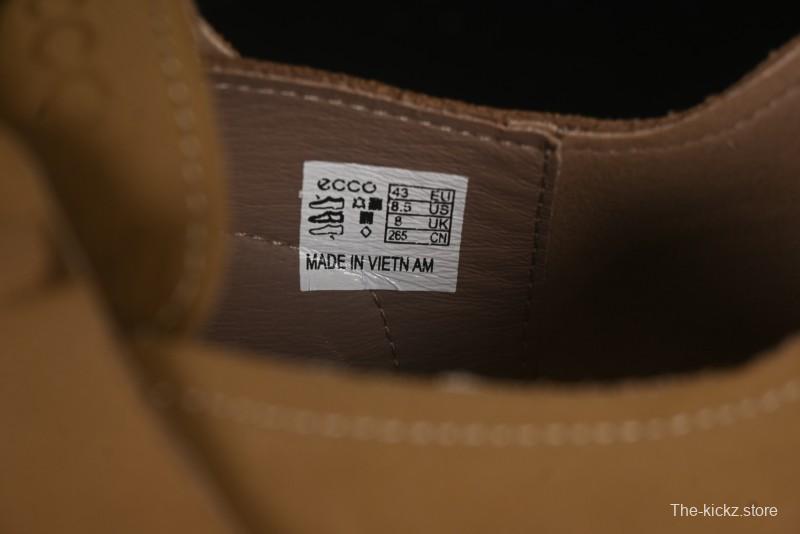 ecco
43 EU
8.5 US
8 UK
265 CN
MADE IN VIETN AM
The-kickz.store